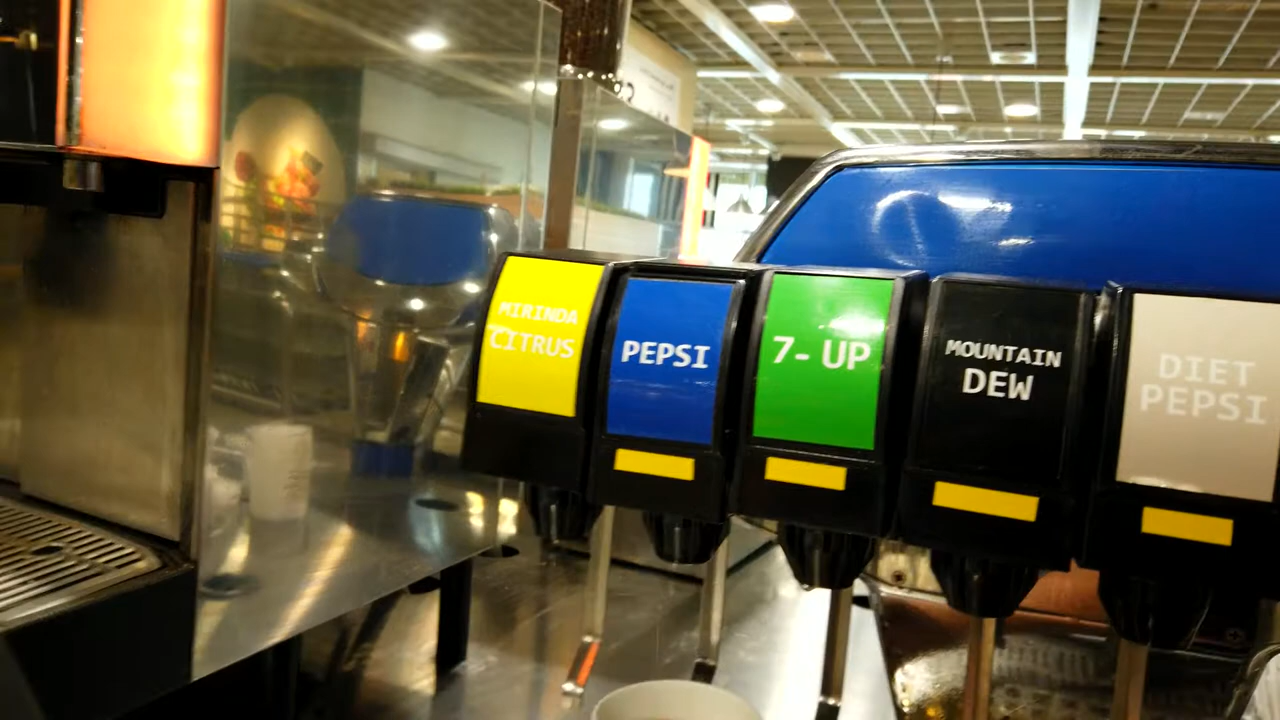 MIRINDA
CITRUS
PEPSI
7- UP
MOUNTAIN
DEW
DIET
PEPSI